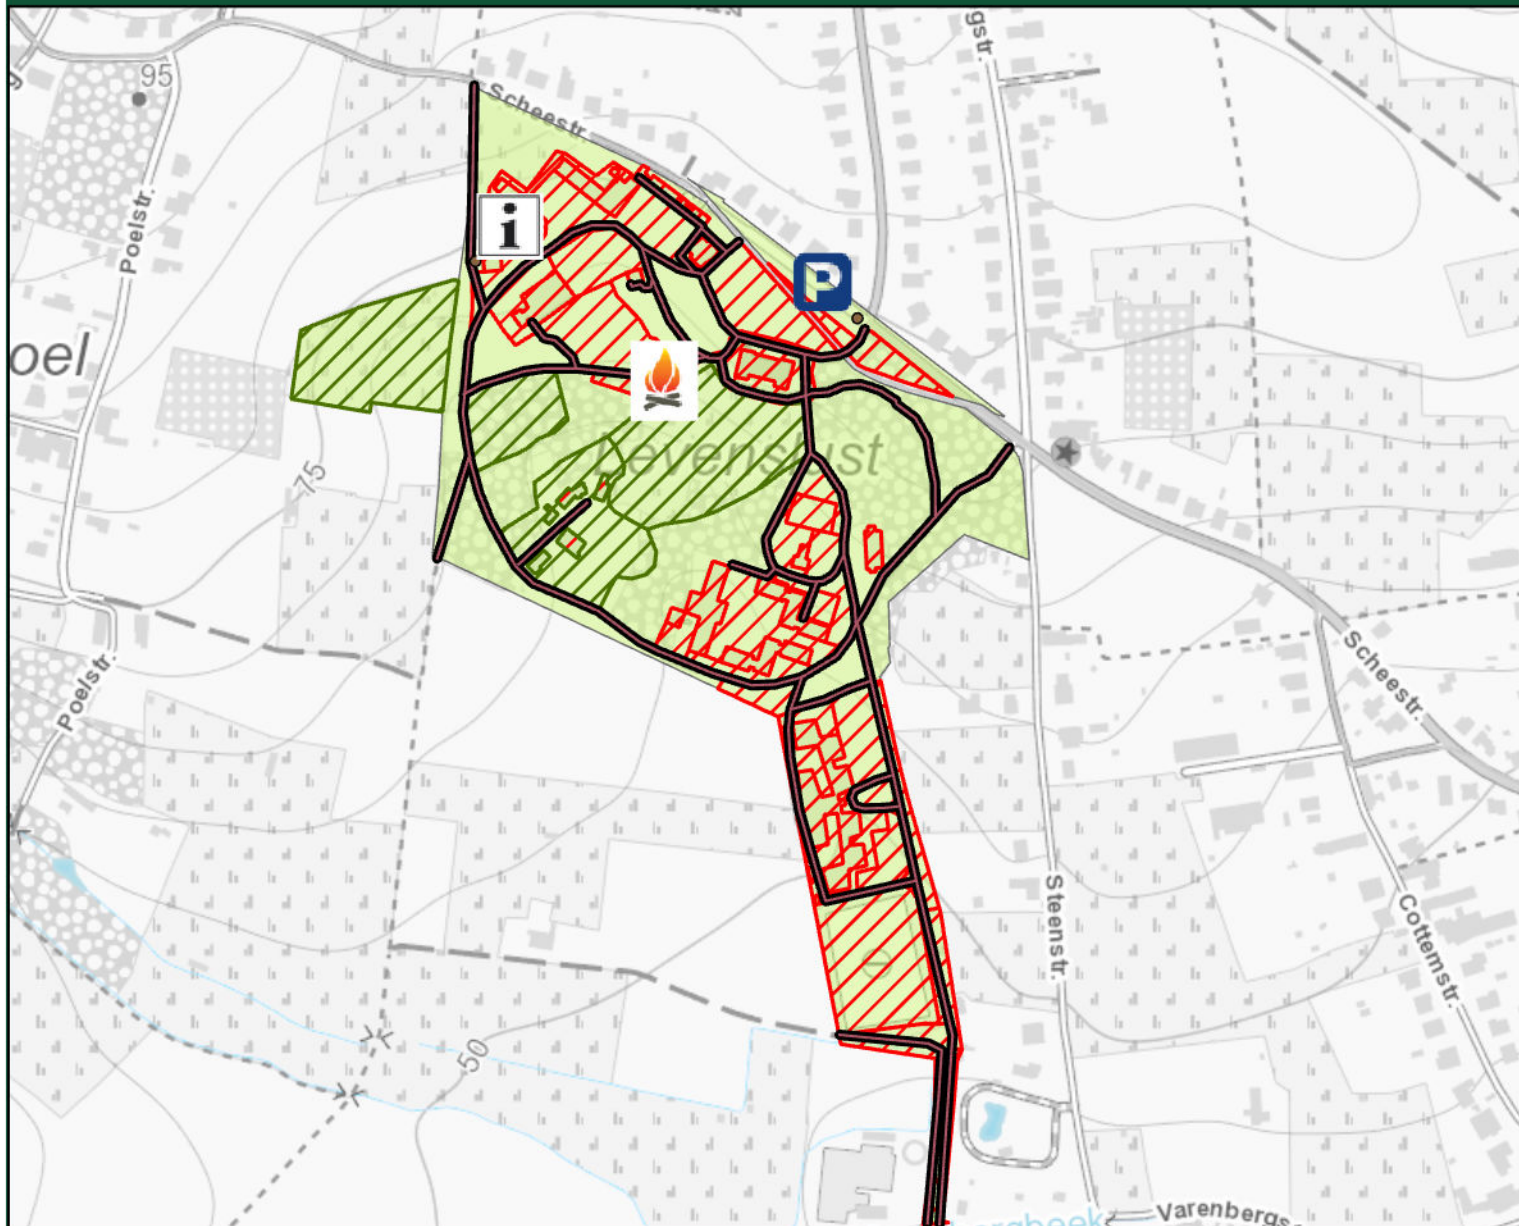 gstr.
95
Scheestr.
i
Poelstr.
P
oel
Levenslust
75
Scheestr.
Poelstr.
Steenstr.
Cottemstr.
50
Varenbergs